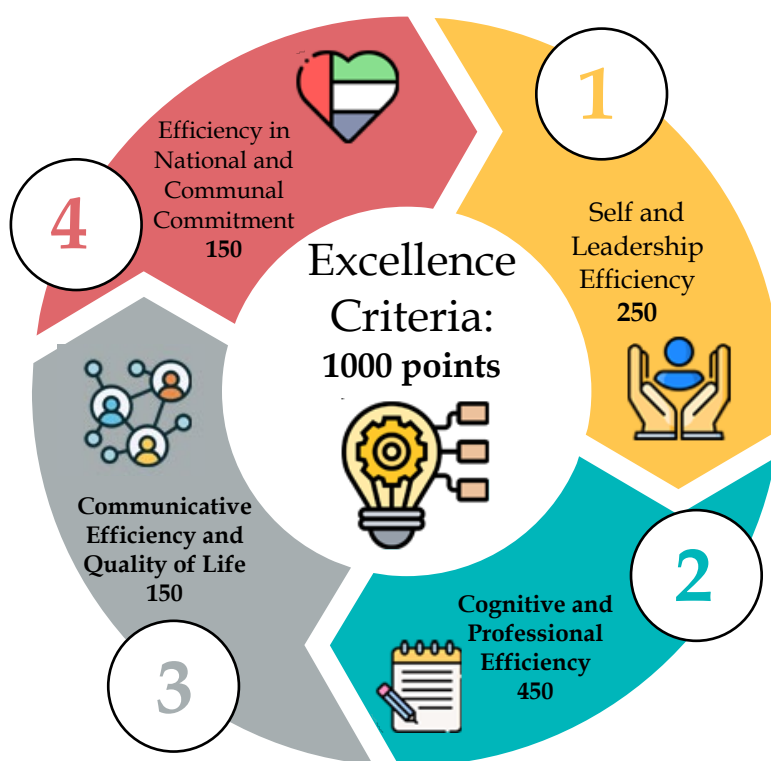 Excellence
Criteria:
1000 points
1
Self and
Leadership
Efficiency
250
2
Cognitive and
Professional
Efficiency
450
3
Communicative
Efficiency and
Quality of Life
150
4
Efficiency in
National and
Communal
Commitment
150